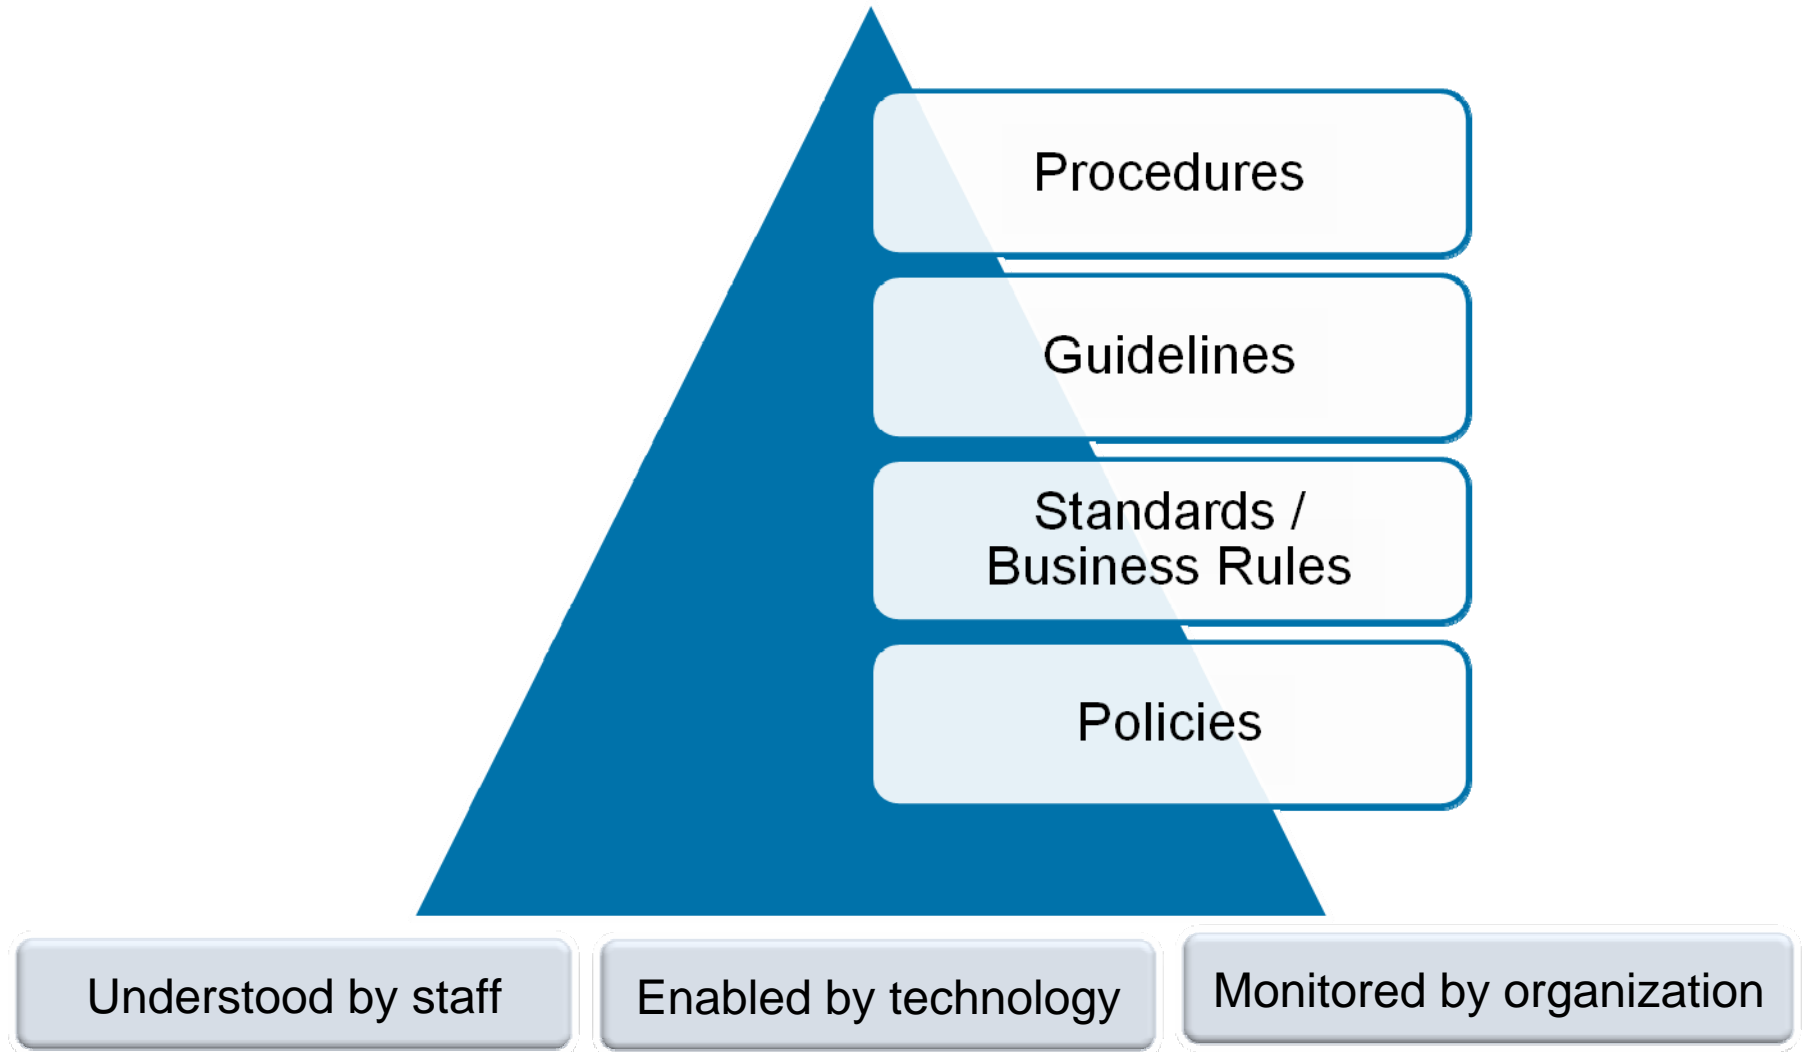 Procedures
Guidelines
Standards /
Business Rules
Policies
Understood by staff
Enabled by technology
Monitored by organization